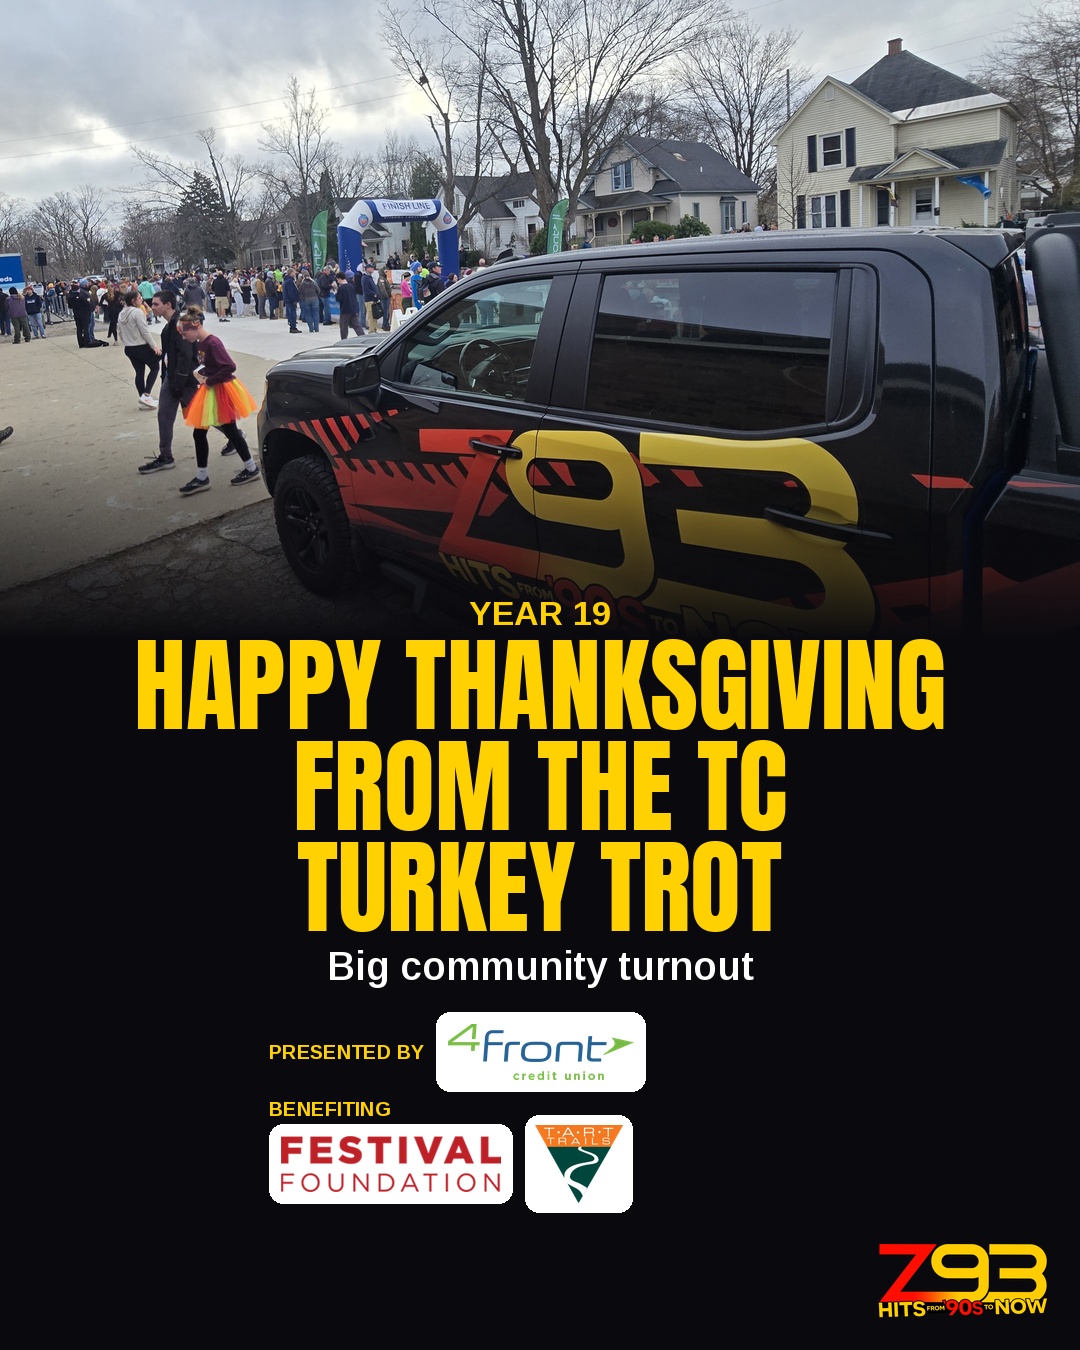 FINISH LINE
eds
Z93
HITS FROM '90S TO NOW
YEAR 19
HAPPY THANKSGIVING
FROM THE TC
TURKEY TROT
Big community turnout
PRESENTED BY
4Front
credit union
BENEFITING
FESTIVAL
FOUNDATION
T·A·R·T
TRAILS
Z93
HITS FROM '90S TO NOW